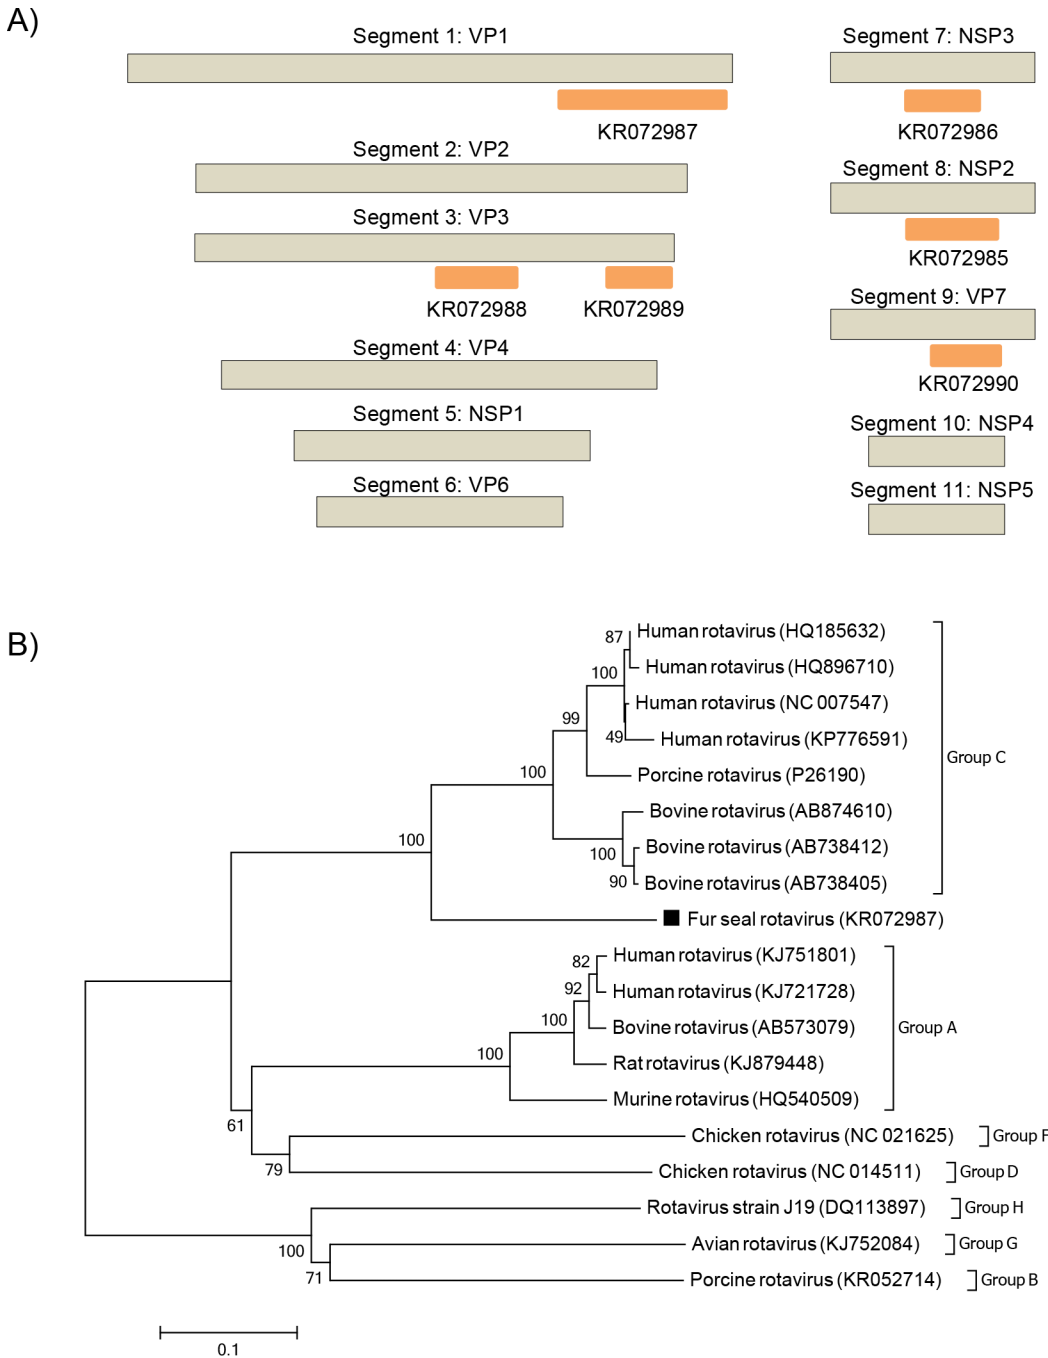 A)
Segment 1: VP1
KR072987
Segment 2: VP2
Segment 3: VP3
KR072988 KR072989
Segment 4: VP4
Segment 5: NSP1
Segment 6: VP6
Segment 7: NSP3
KR072986
Segment 8: NSP2
KR072985
Segment 9: VP7
KR072990
Segment 10: NSP4
Segment 11: NSP5
B)
87 Human rotavirus (HQ185632)
100 Human rotavirus (HQ896710)
Human rotavirus (NC 007547)
99
49 Human rotavirus (KP776591)
Group C
100 Porcine rotavirus (P26190)
Bovine rotavirus (AB874610)
100 Bovine rotavirus (AB738412)
100
90 Bovine rotavirus (AB738405)
Fur seal rotavirus (KR072987)
82 Human rotavirus (KJ751801)
92 Human rotavirus (KJ721728)
100 Bovine rotavirus (AB573079)
Group A
100 Rat rotavirus (KJ879448)
Murine rotavirus (HQ540509)
61
Chicken rotavirus (NC 021625) Group F
79 Chicken rotavirus (NC 014511) Group D
Rotavirus strain J19 (DQ113897) Group H
100 Avian rotavirus (KJ752084) Group G
71 Porcine rotavirus (KR052714) Group B
0.1